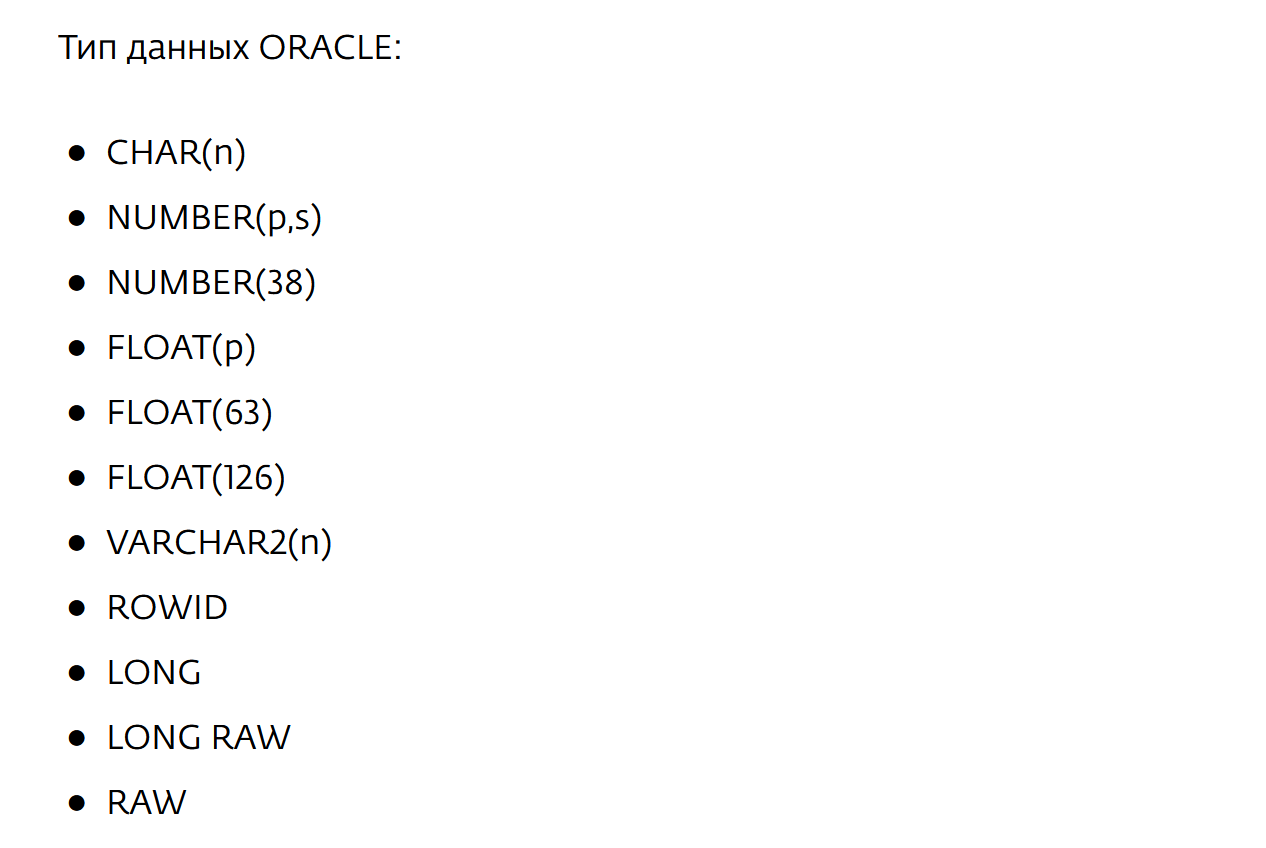 Тип данных ORACLE:
● CHAR(n)
● NUMBER(p,s)
● NUMBER(38)
● FLOAT(p)
● FLOAT(63)
● FLOAT(126)
● VARCHAR2(n)
● ROWID
● LONG
● LONG RAW
● RAW